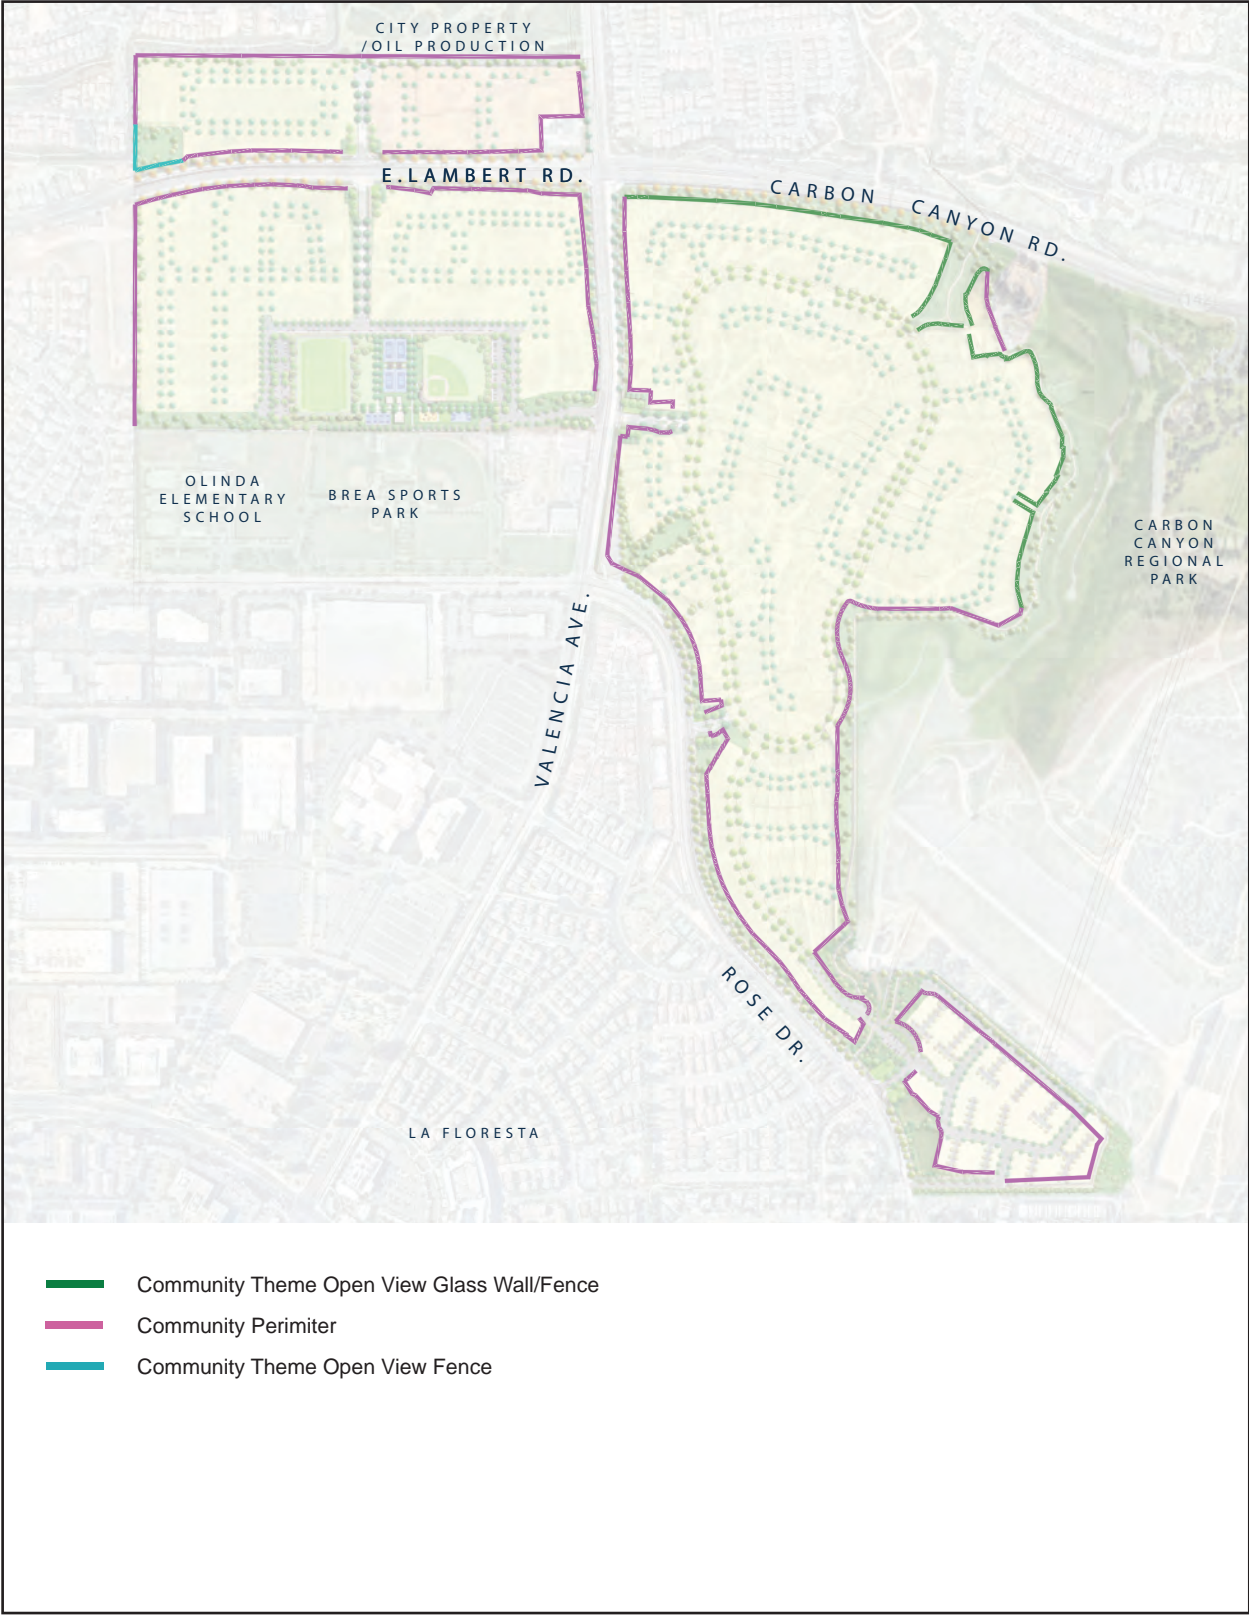 CITY PROPERTY
/OIL PRODUCTION
E.LAMBERT RD.
CARBON CANYON RD.
OLINDA
ELEMENTARY
SCHOOL
BREA SPORTS
PARK
CARBON
CANYON
REGIONAL
PARK
VALENCIA AVE.
ROSE DR.
LA FLORESTA
Community Theme Open View Glass Wall/Fence
Community Perimiter
Community Theme Open View Fence